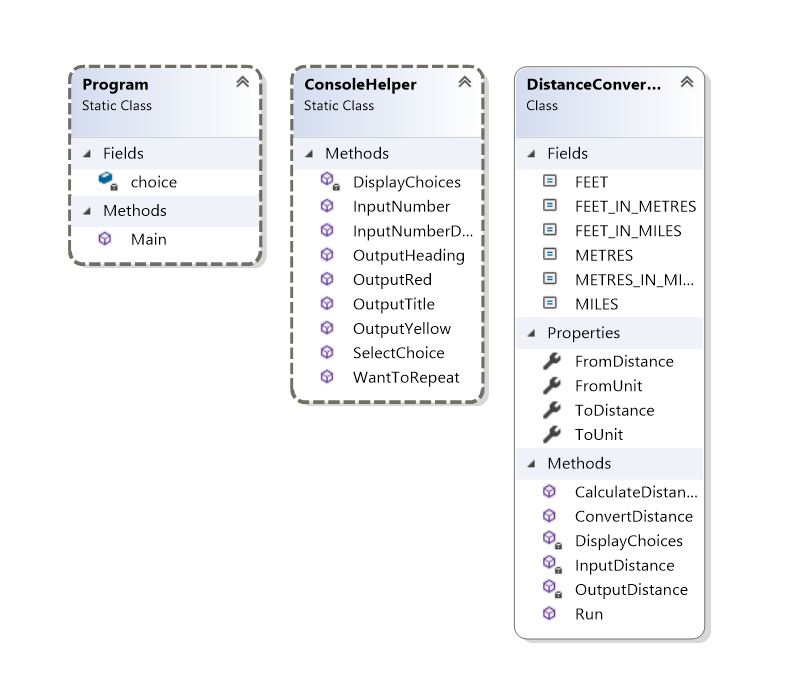 Program
Static Class
Fields
choice
Methods
Main
ConsoleHelper
Static Class
Methods
DisplayChoices
InputNumber
InputNumberD...
OutputHeading
OutputRed
OutputTitle
OutputYellow
SelectChoice
WantToRepeat
DistanceConver...
Class
Fields
FEET
FEET_IN_METRES
FEET_IN_MILES
METRES
METRES_IN_MI...
MILES
Properties
FromDistance
FromUnit
ToDistance
ToUnit
Methods
CalculateDistan...
ConvertDistance
DisplayChoices
InputDistance
OutputDistance
Run